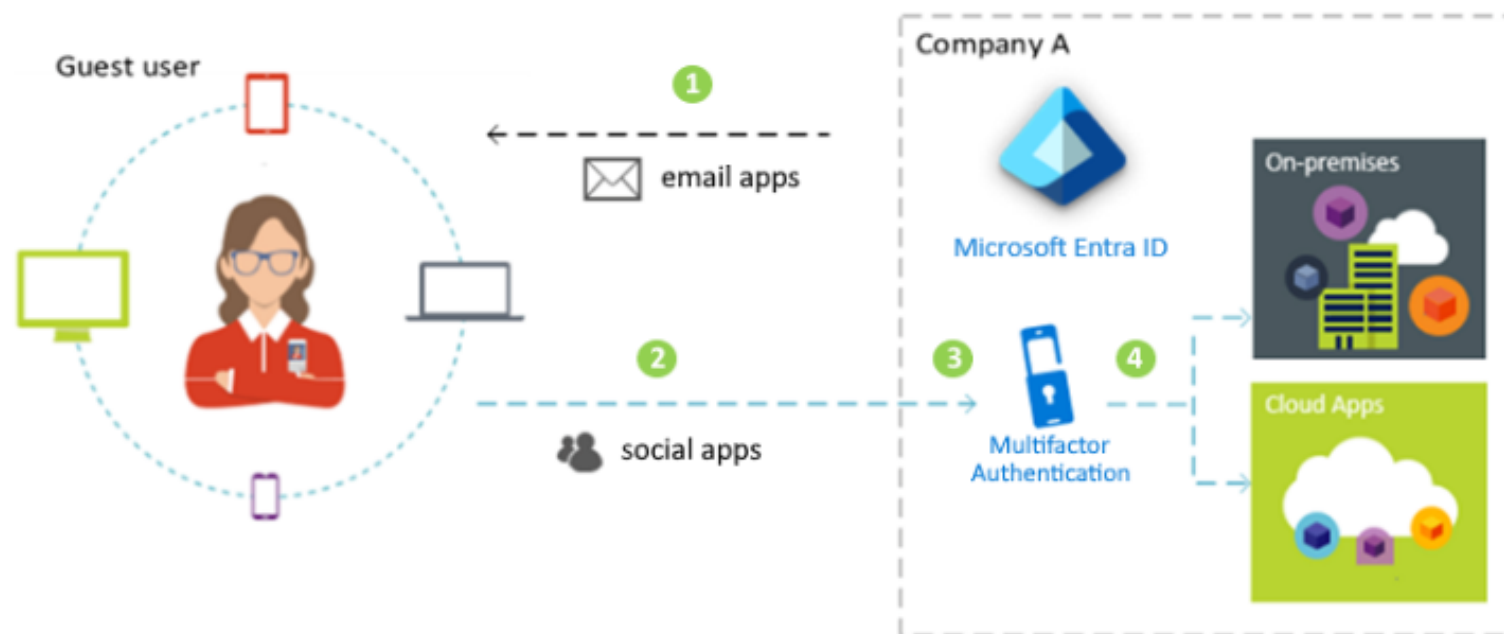 Guest user
1
email apps
2
social apps
Company A
Microsoft Entra ID
3
Multifactor
Authentication
4
On-premises
Cloud Apps